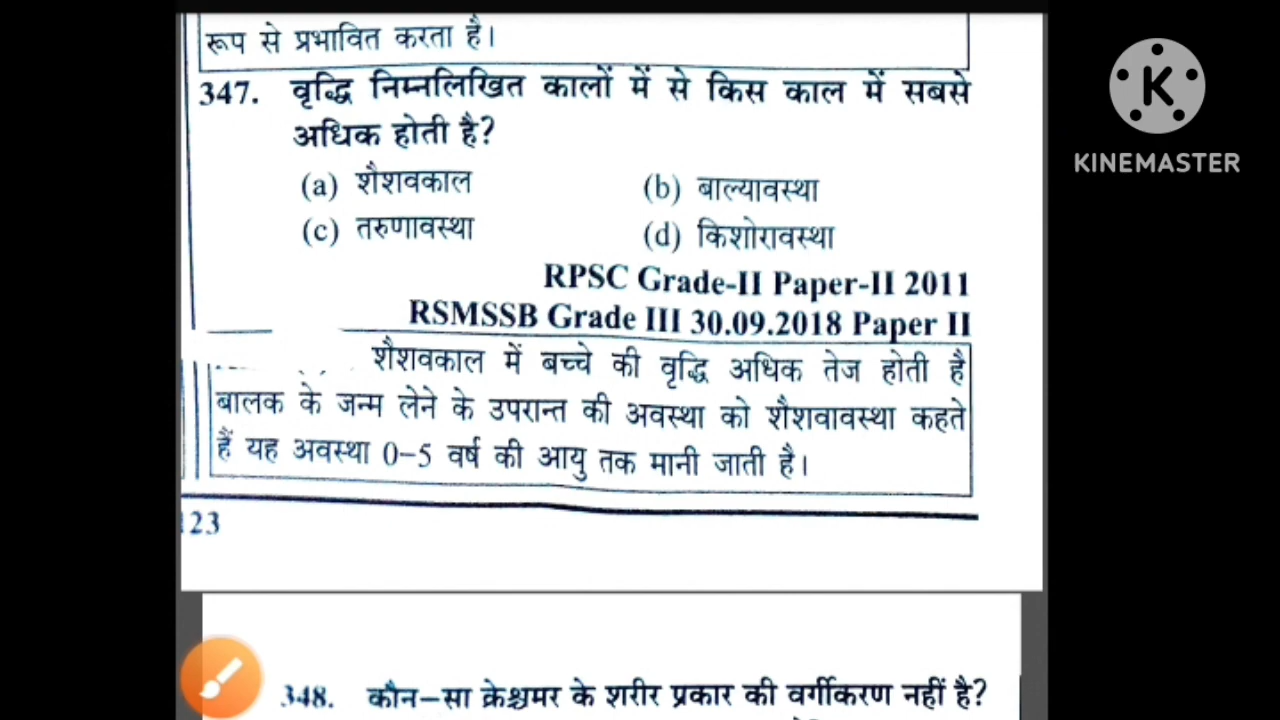 रूप से प्रभावित करता है।
347. वृद्धि निम्नलिखित कालों में से किस काल में सबसे
अधिक होती है?
(a) शैशवकाल (b) बाल्यावस्था
(c) तरुणावस्था (d) किशोरावस्था
RPSC Grade-II Paper-II 2011
RSMSSB Grade III 30.09.2018 Paper II
शैशवकाल में बच्चे की वृद्धि अधिक तेज होती है
बालक के जन्म लेने के उपरान्त की अवस्था को शैशवावस्था कहते
हैं यह अवस्था 0–5 वर्ष की आयु तक मानी जाती है।
23
348. कौन–सा क्रेश्चमर के शरीर प्रकार की वर्गीकरण नहीं है?
K
KINEMASTER